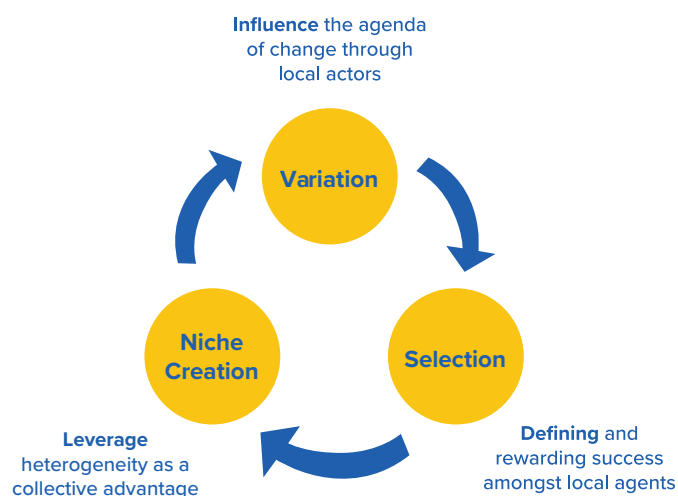 Influence the agenda
of change through
local actors
Variation
Niche
Creation
Selection
Leverage
heterogeneity as a
collective advantage
Defining and
rewarding success
amongst local agents